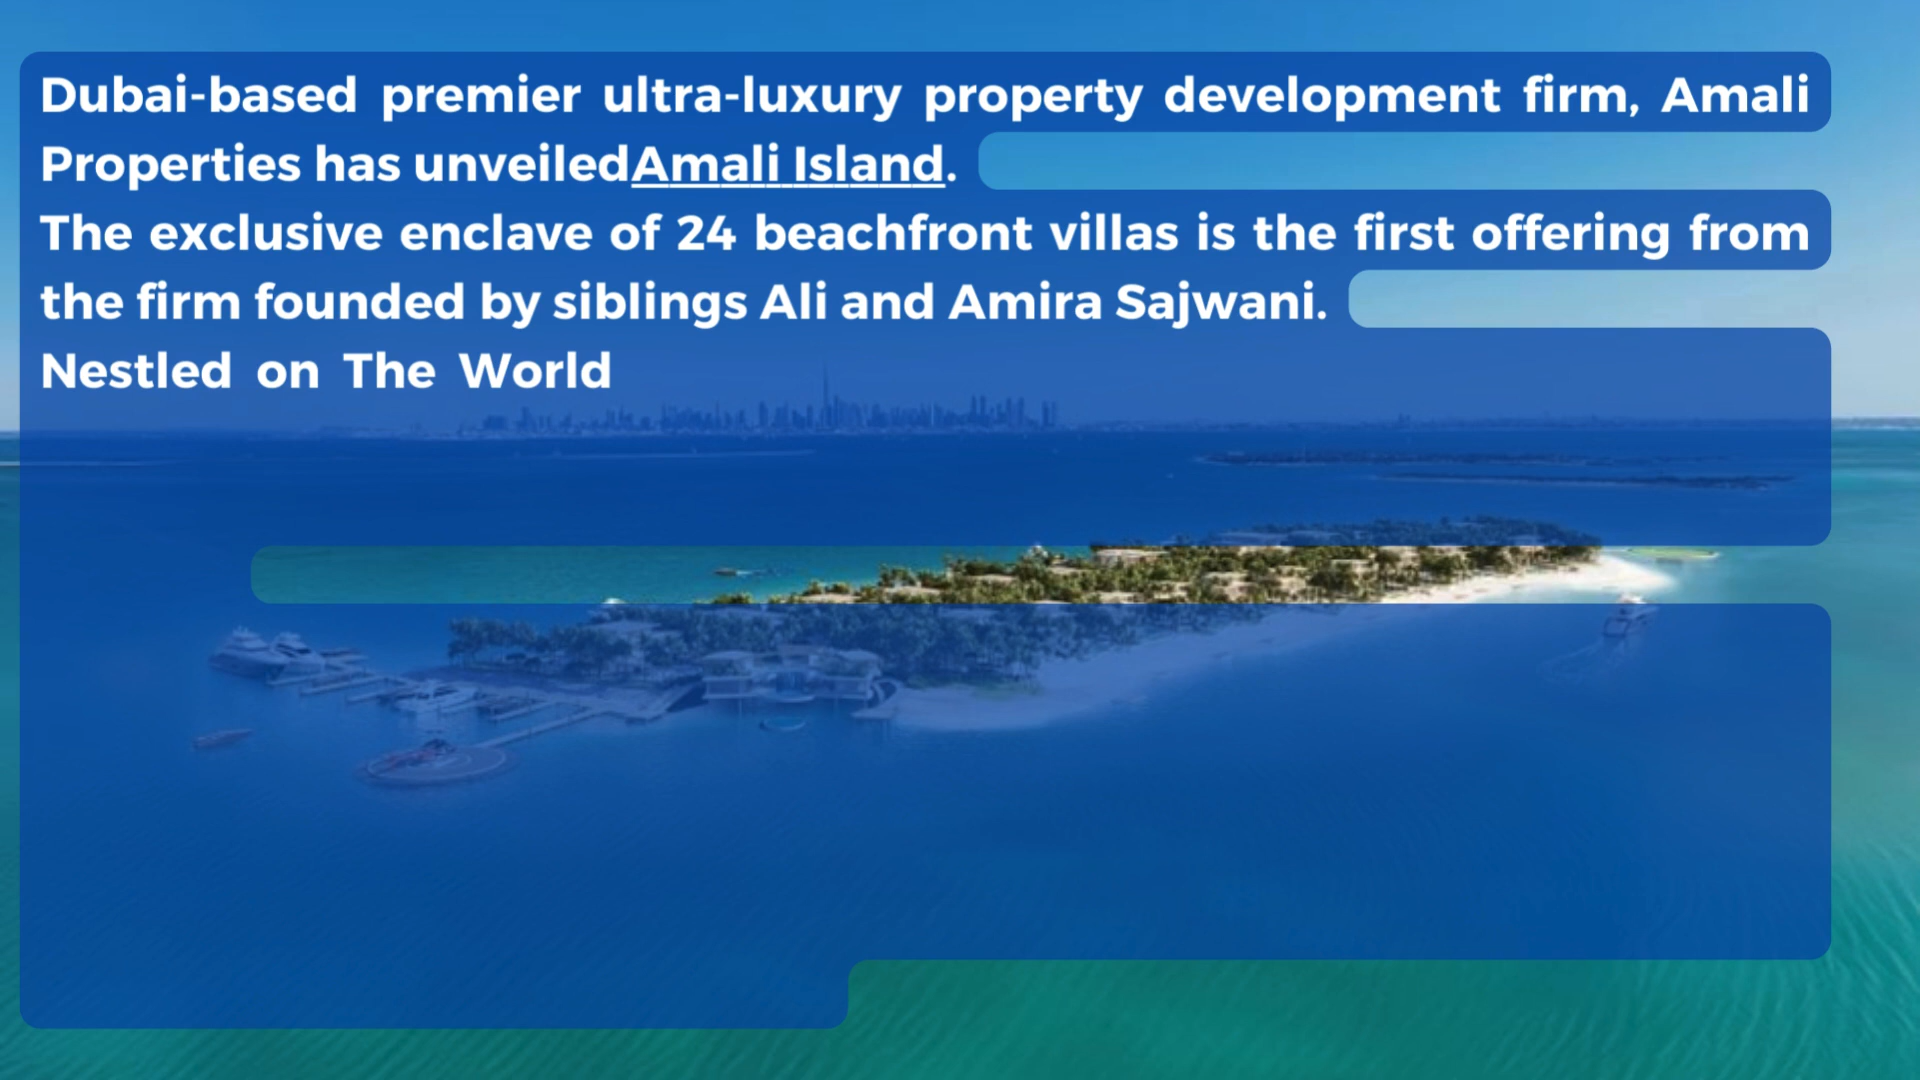 Dubai-based premier ultra-luxury property development firm, Amali
Properties has unveiledAmali Island.
The exclusive enclave of 24 beachfront villas is the first offering from
the firm founded by siblings Ali and Amira Sajwani.
Nestled on The World